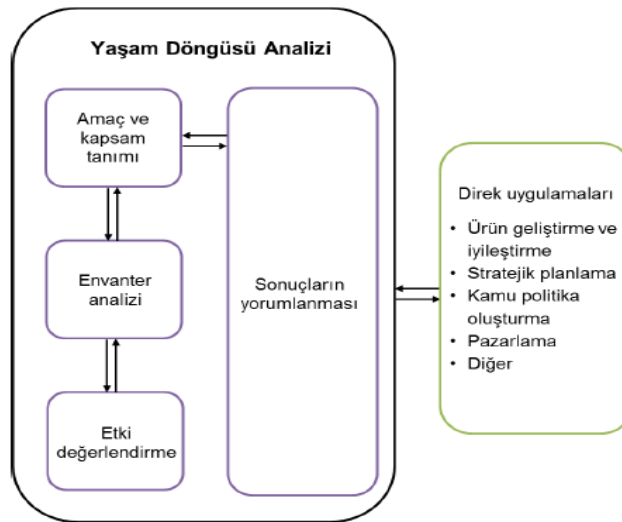 Yaşam Döngüsü Analizi
Amaç ve
kapsam
tanımı
Envanter
analizi
Etki
değerlendirme
Sonuçların
yorumlanması
Direk uygulamaları
• Ürün geliştirme ve
iyileştirme
• Stratejik planlama
• Kamu politika
oluşturma
• Pazarlama
• Diğer